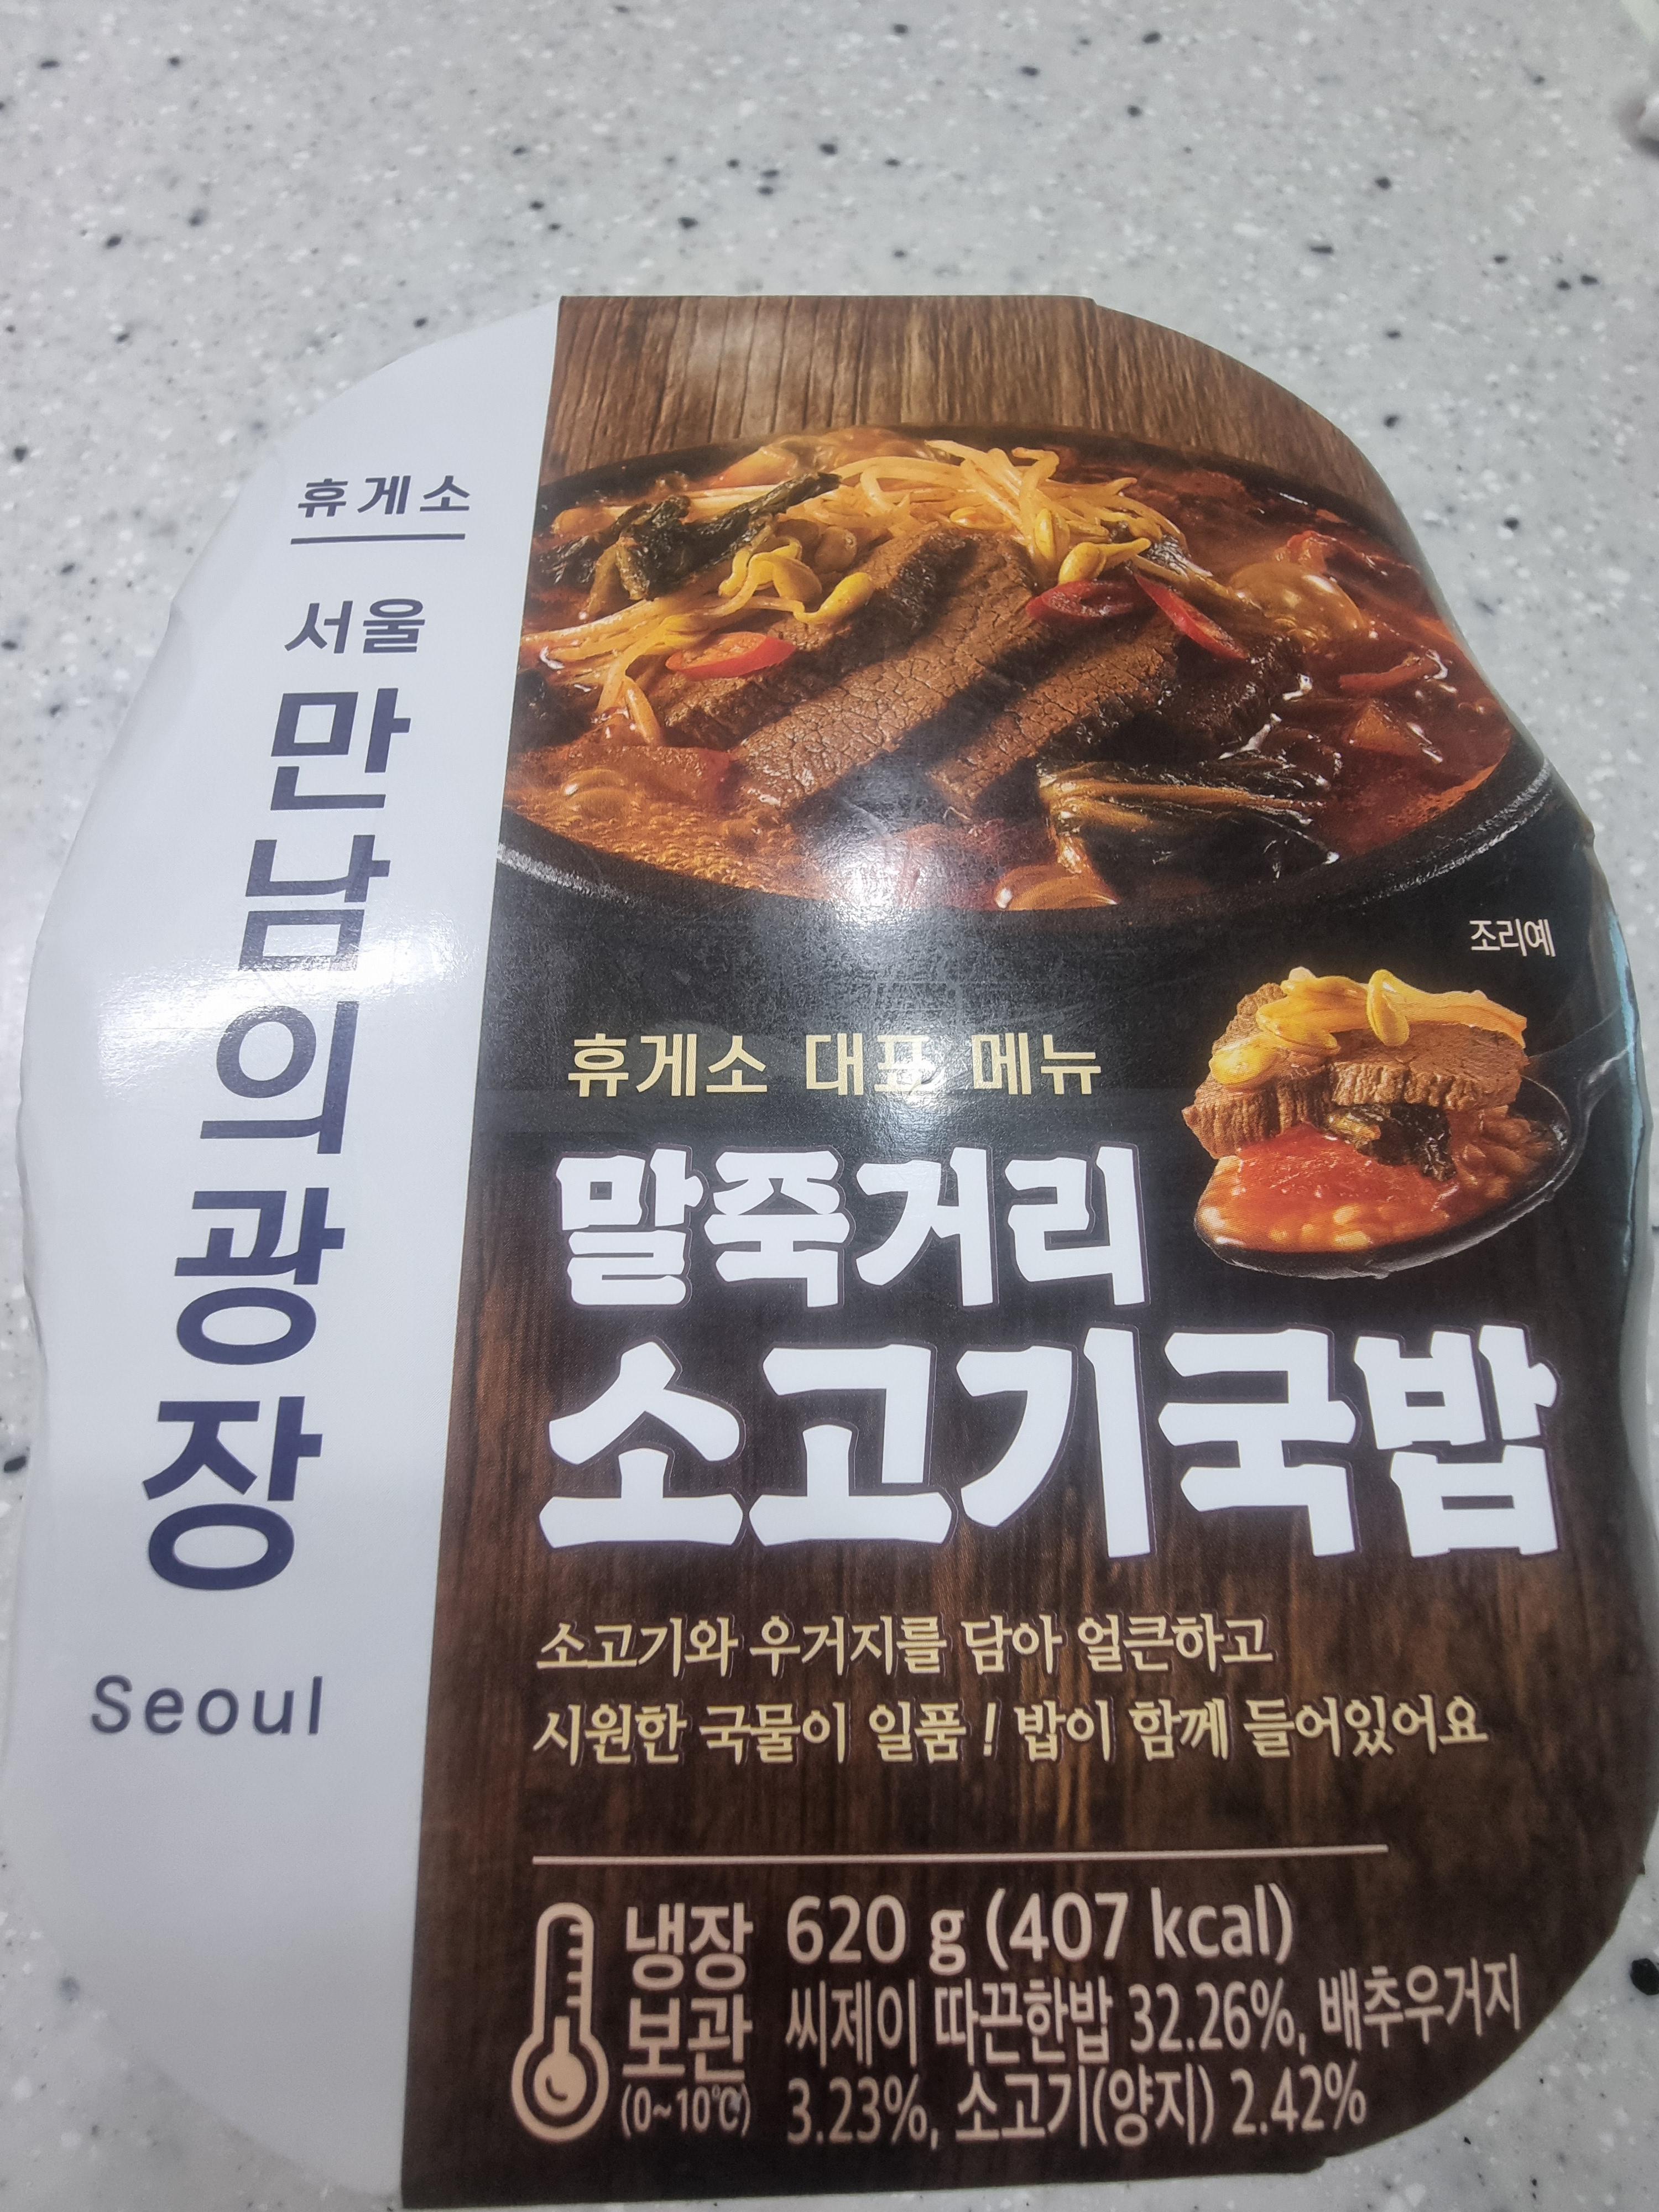 휴게소
서울
만남의광장
Seoul
조리예
휴게소 대표 메뉴
말죽거리
소고기국밥
소고기와 우거지를 담아 얼큰하고
시원한 국물이 일품! 밥이 함께 들어있어요
냉장
보관
(0~10℃)
620 g (407 kcal)
씨제이 따끈한밥 32.26%, 배추우거지
3.23%, 소고기(양지) 2.42%